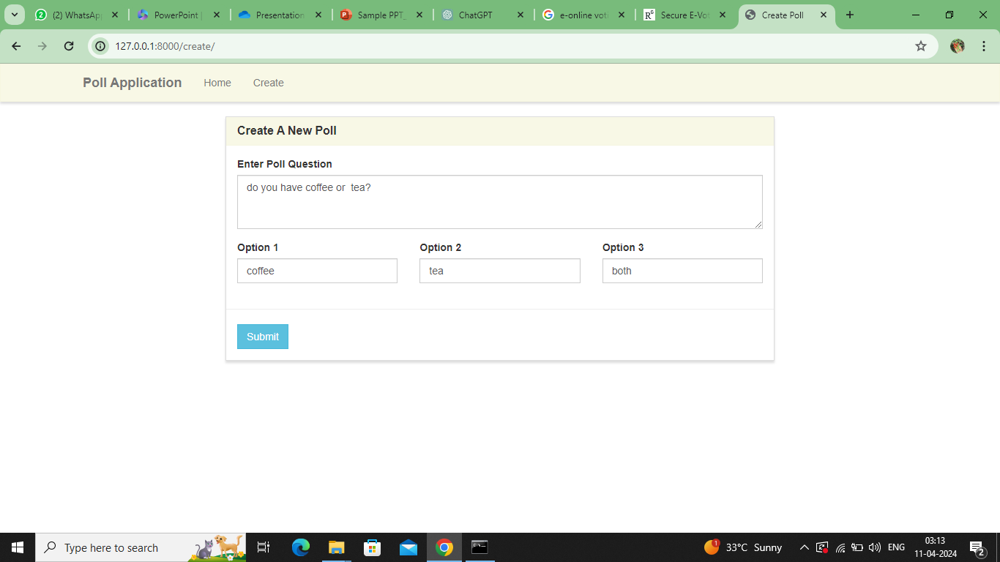 (2) WhatsAp
PowerPoint |
Presentation
Sample PPT_
ChatGPT
e-online voti
Secure E-Vot
Create Poll
127.0.0.1:8000/create/
Poll Application Home Create
Create A New Poll
Enter Poll Question
do you have coffee or  tea?
Option 1 Option 2 Option 3
coffee tea both
Submit
Type here to search
33°C Sunny
ENG
03:13
11-04-2024
2